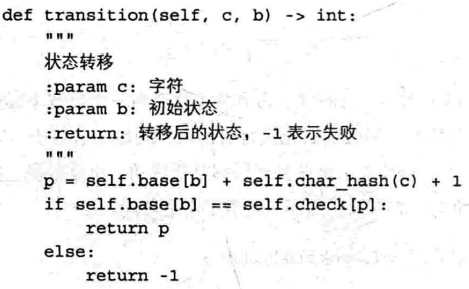 def transition(self, c, b) -> int:
    """
    状态转移
    :param c: 字符
    :param b: 初始状态
    :return: 转移后的状态，-1 表示失败
    """
    p = self.base[b] + self.char_hash(c) + 1
    if self.base[b] == self.check[p]:
        return p
    else:
        return -1